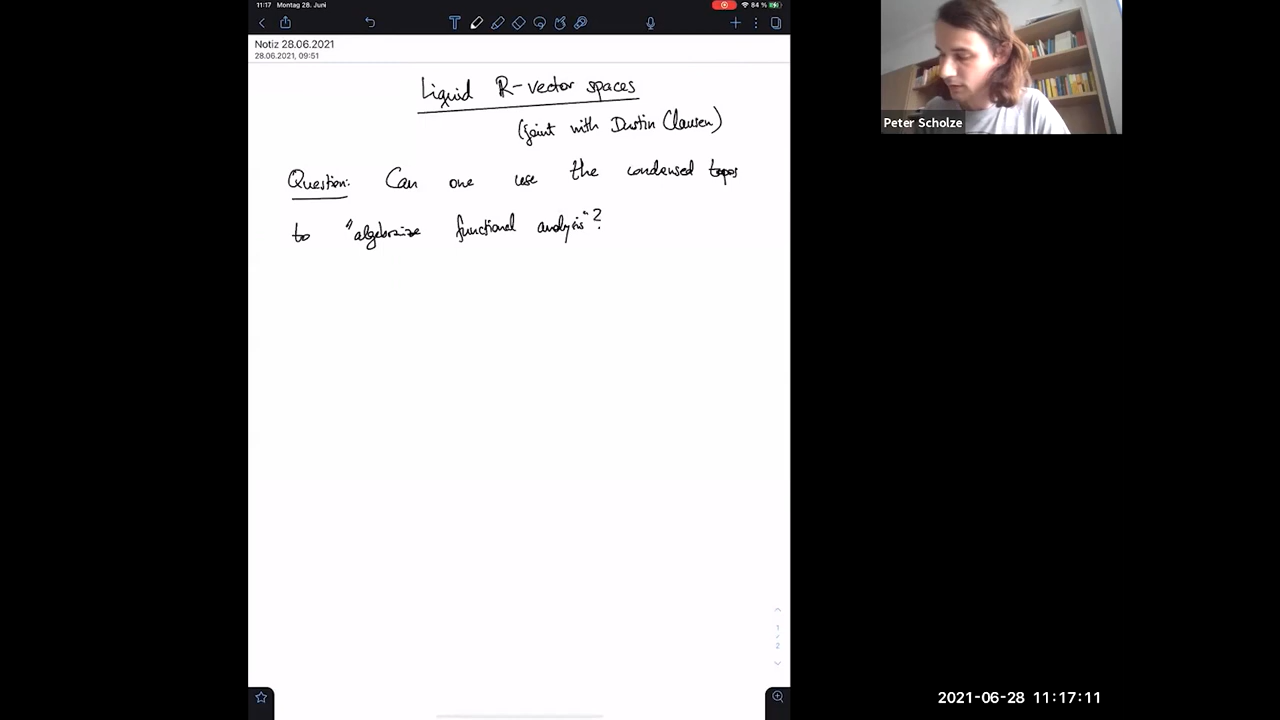 11:17 Montag 28. Juni
84 %
Notiz 28.06.2021
28.06.2021, 09:51
Liquid ℝ-vector spaces
(joint with Dustin Clausen)
Question: Can one use the condensed topos
to "algebraize functional analysis"?
Peter Scholze
1
/
2
2021-06-28 11:17:11